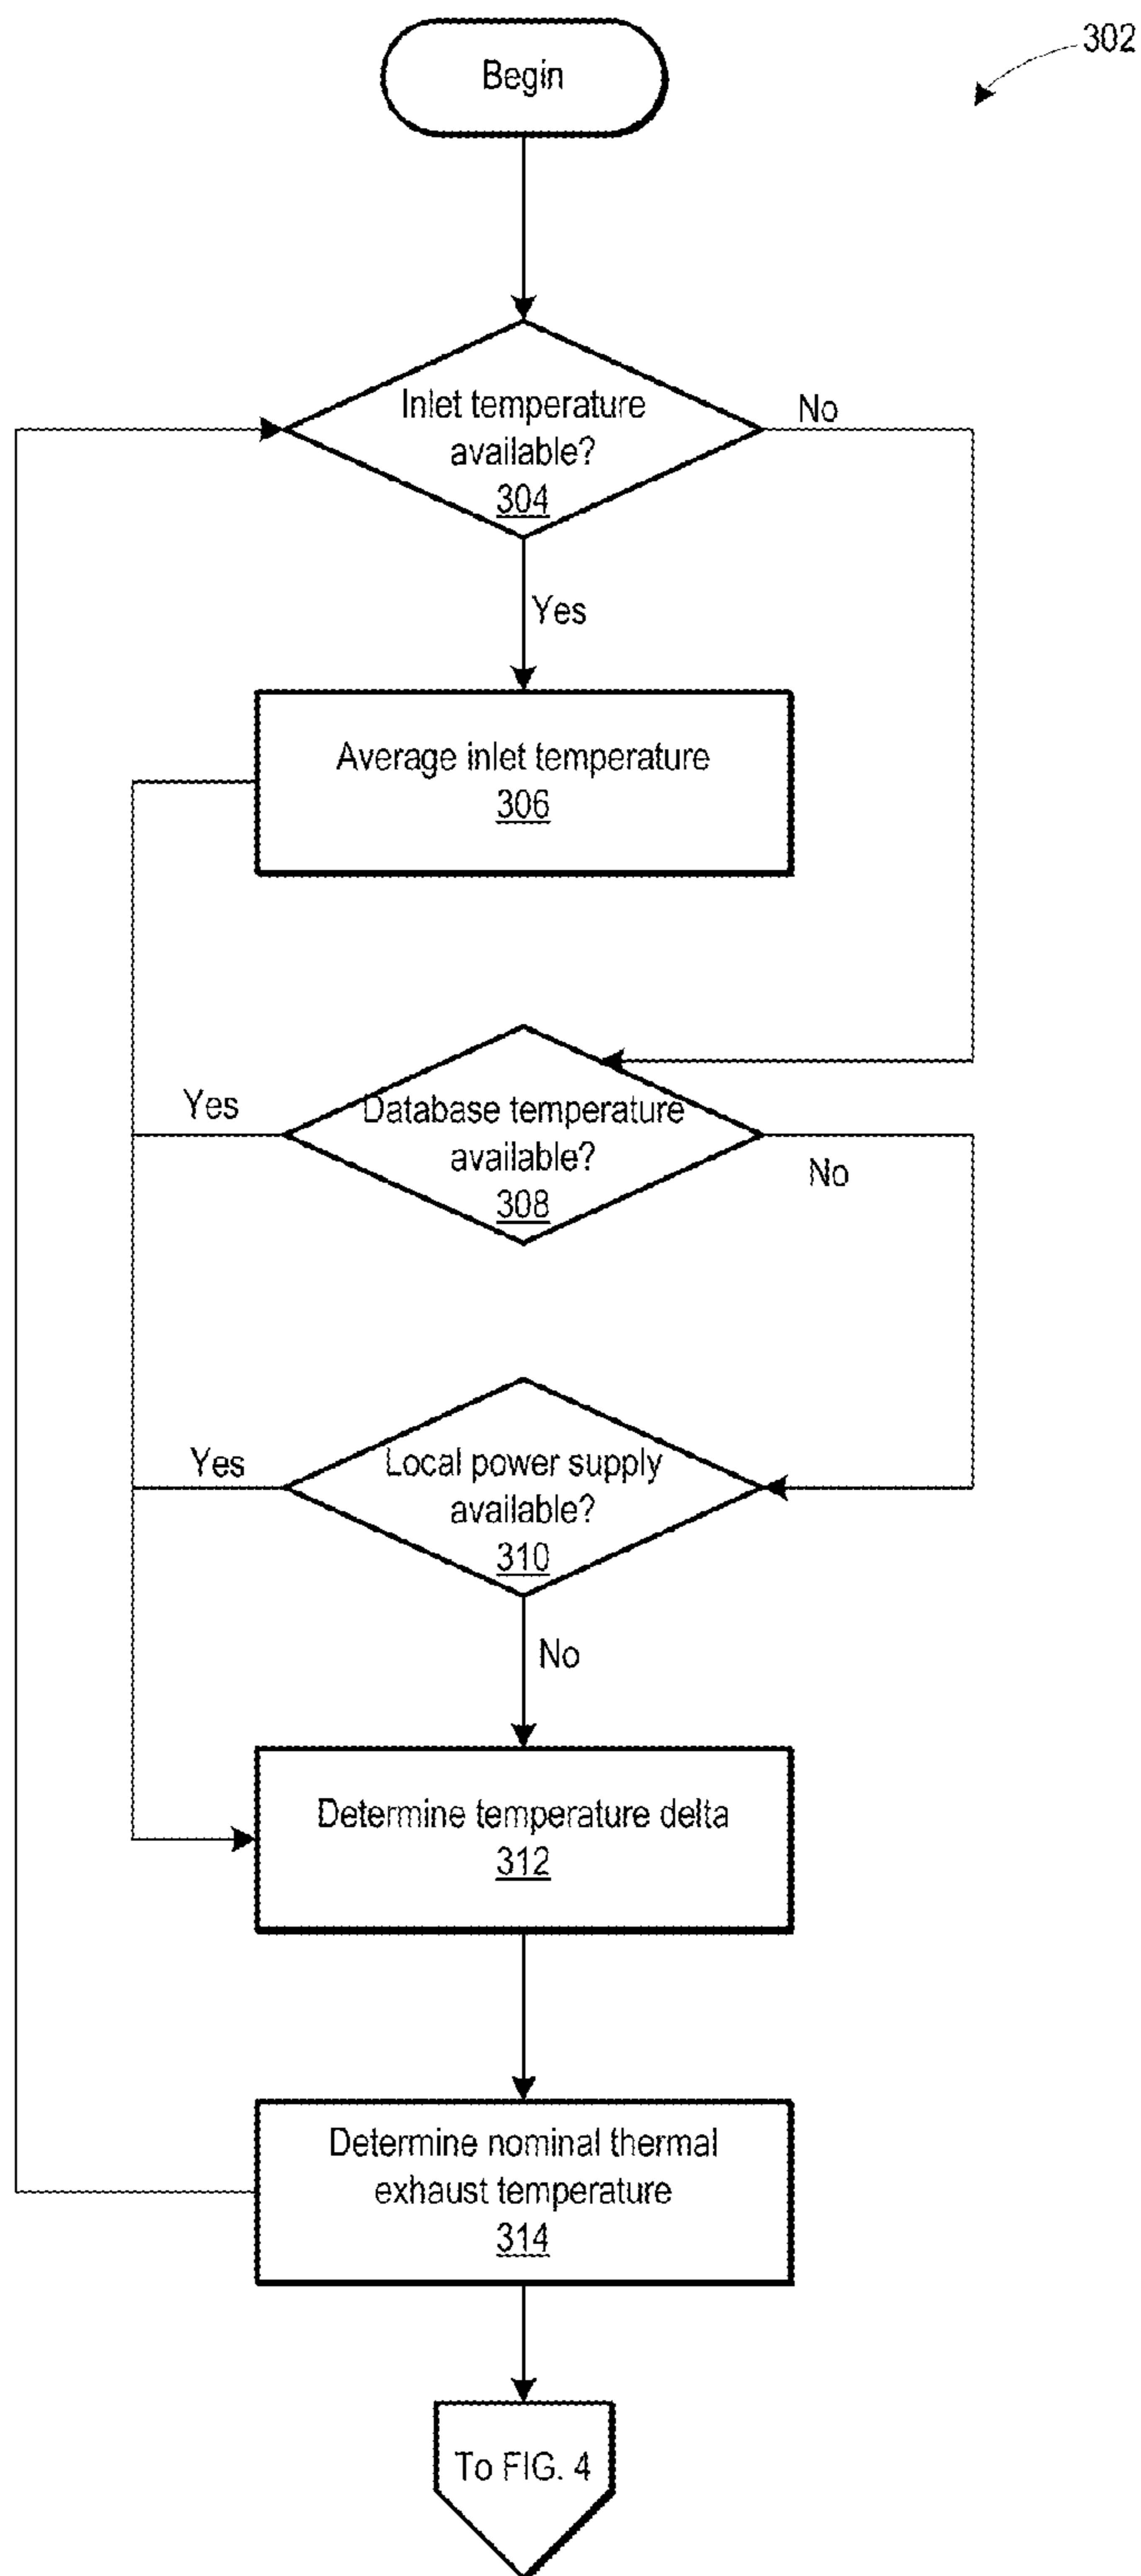 302
Begin
Inlet temperature
available?
304
No
Yes
Average inlet temperature
306
Yes
Database temperature
available?
308
No
Yes
Local power supply
available?
310
No
Determine temperature delta
312
Determine nominal thermal
exhaust temperature
314
To FIG. 4